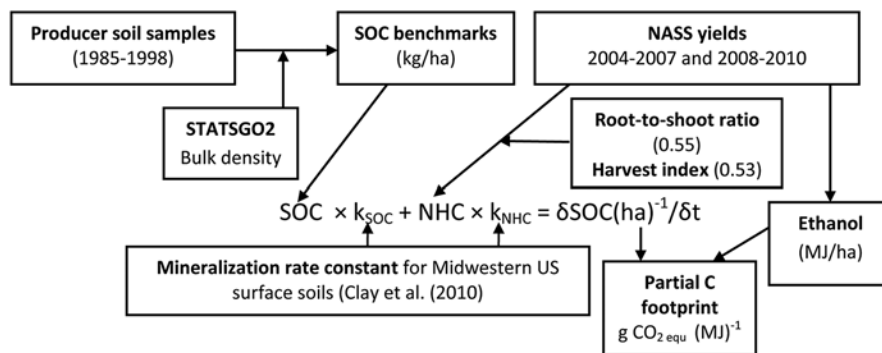 Producer soil samples
(1985-1998)
SOC benchmarks
(kg/ha)
NASS yields
2004-2007 and 2008-2010
STATSGO2
Bulk density
Root-to-shoot ratio
(0.55)
Harvest index (0.53)
SOC × k_SOC + NHC × k_NHC = δSOC(ha)⁻¹/δt
Ethanol
(MJ/ha)
Mineralization rate constant for Midwestern US
surface soils (Clay et al. (2010)
Partial C
footprint
g CO₂ equ (MJ)⁻¹